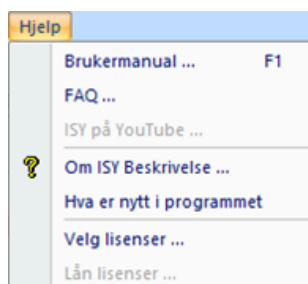 Hjelp
Brukermanual ... F1
FAQ ...
ISY på YouTube ...
Om ISY Beskrivelse ...
Hva er nytt i programmet
Velg lisenser ...
Lån lisenser ...